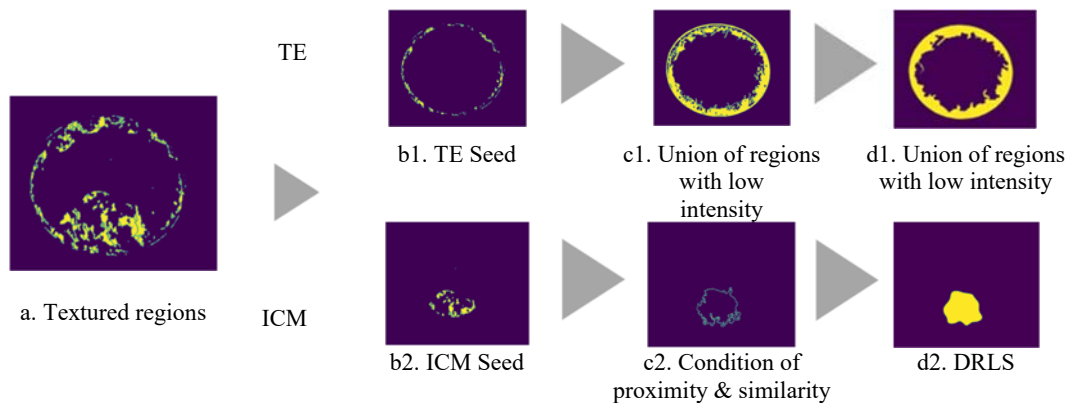 TE
b1. TE Seed
c1. Union of regions
with low
intensity
d1. Union of regions
with low intensity
a. Textured regions
ICM
b2. ICM Seed
c2. Condition of
proximity & similarity
d2. DRLS